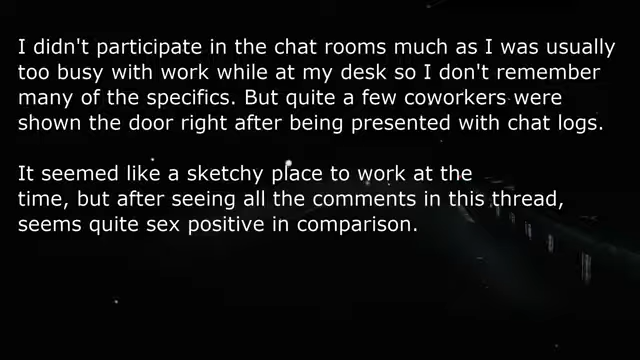 I didn't participate in the chat rooms much as I was usually
too busy with work while at my desk so I don't remember
many of the specifics. But quite a few coworkers were
shown the door right after being presented with chat logs.
It seemed like a sketchy place to work at the
time, but after seeing all the comments in this thread,
seems quite sex positive in comparison.